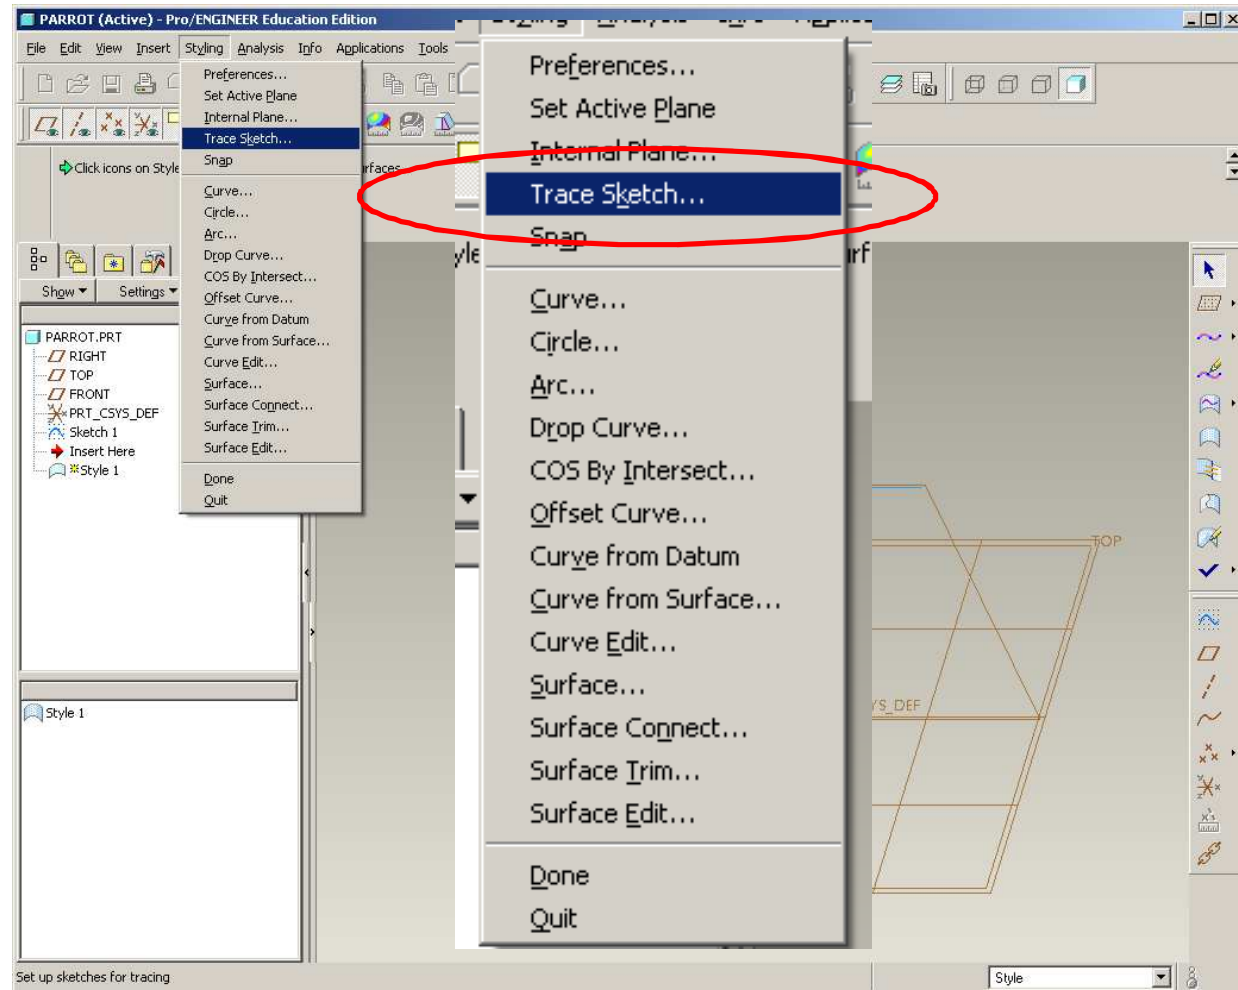 PARROT (Active) - Pro/ENGINEER Education Edition
File Edit View Insert Styling Analysis Info Applications Tools
Preferences...
Set Active Plane
Internal Plane...
Trace Sketch...
Snap
Curve...
Circle...
Arc...
Drop Curve...
COS By Intersect...
Offset Curve...
Curve from Datum
Curve from Surface...
Curve Edit...
Surface...
Surface Connect...
Surface Trim...
Surface Edit...
Done
Quit
Click icons on Style
rfaces
Show Settings
PARROT.PRT
RIGHT
TOP
FRONT
PRT_CSYS_DEF
Sketch 1
Insert Here
Style 1
Style 1
Preferences...
Set Active Plane
Internal Plane...
Trace Sketch...
Snap
Curve...
Circle...
Arc...
Drop Curve...
COS By Intersect...
Offset Curve...
Curve from Datum
Curve from Surface...
Curve Edit...
Surface...
Surface Connect...
Surface Trim...
Surface Edit...
Done
Quit
yle
urf
TOP
YS_DEF
Set up sketches for tracing
Style